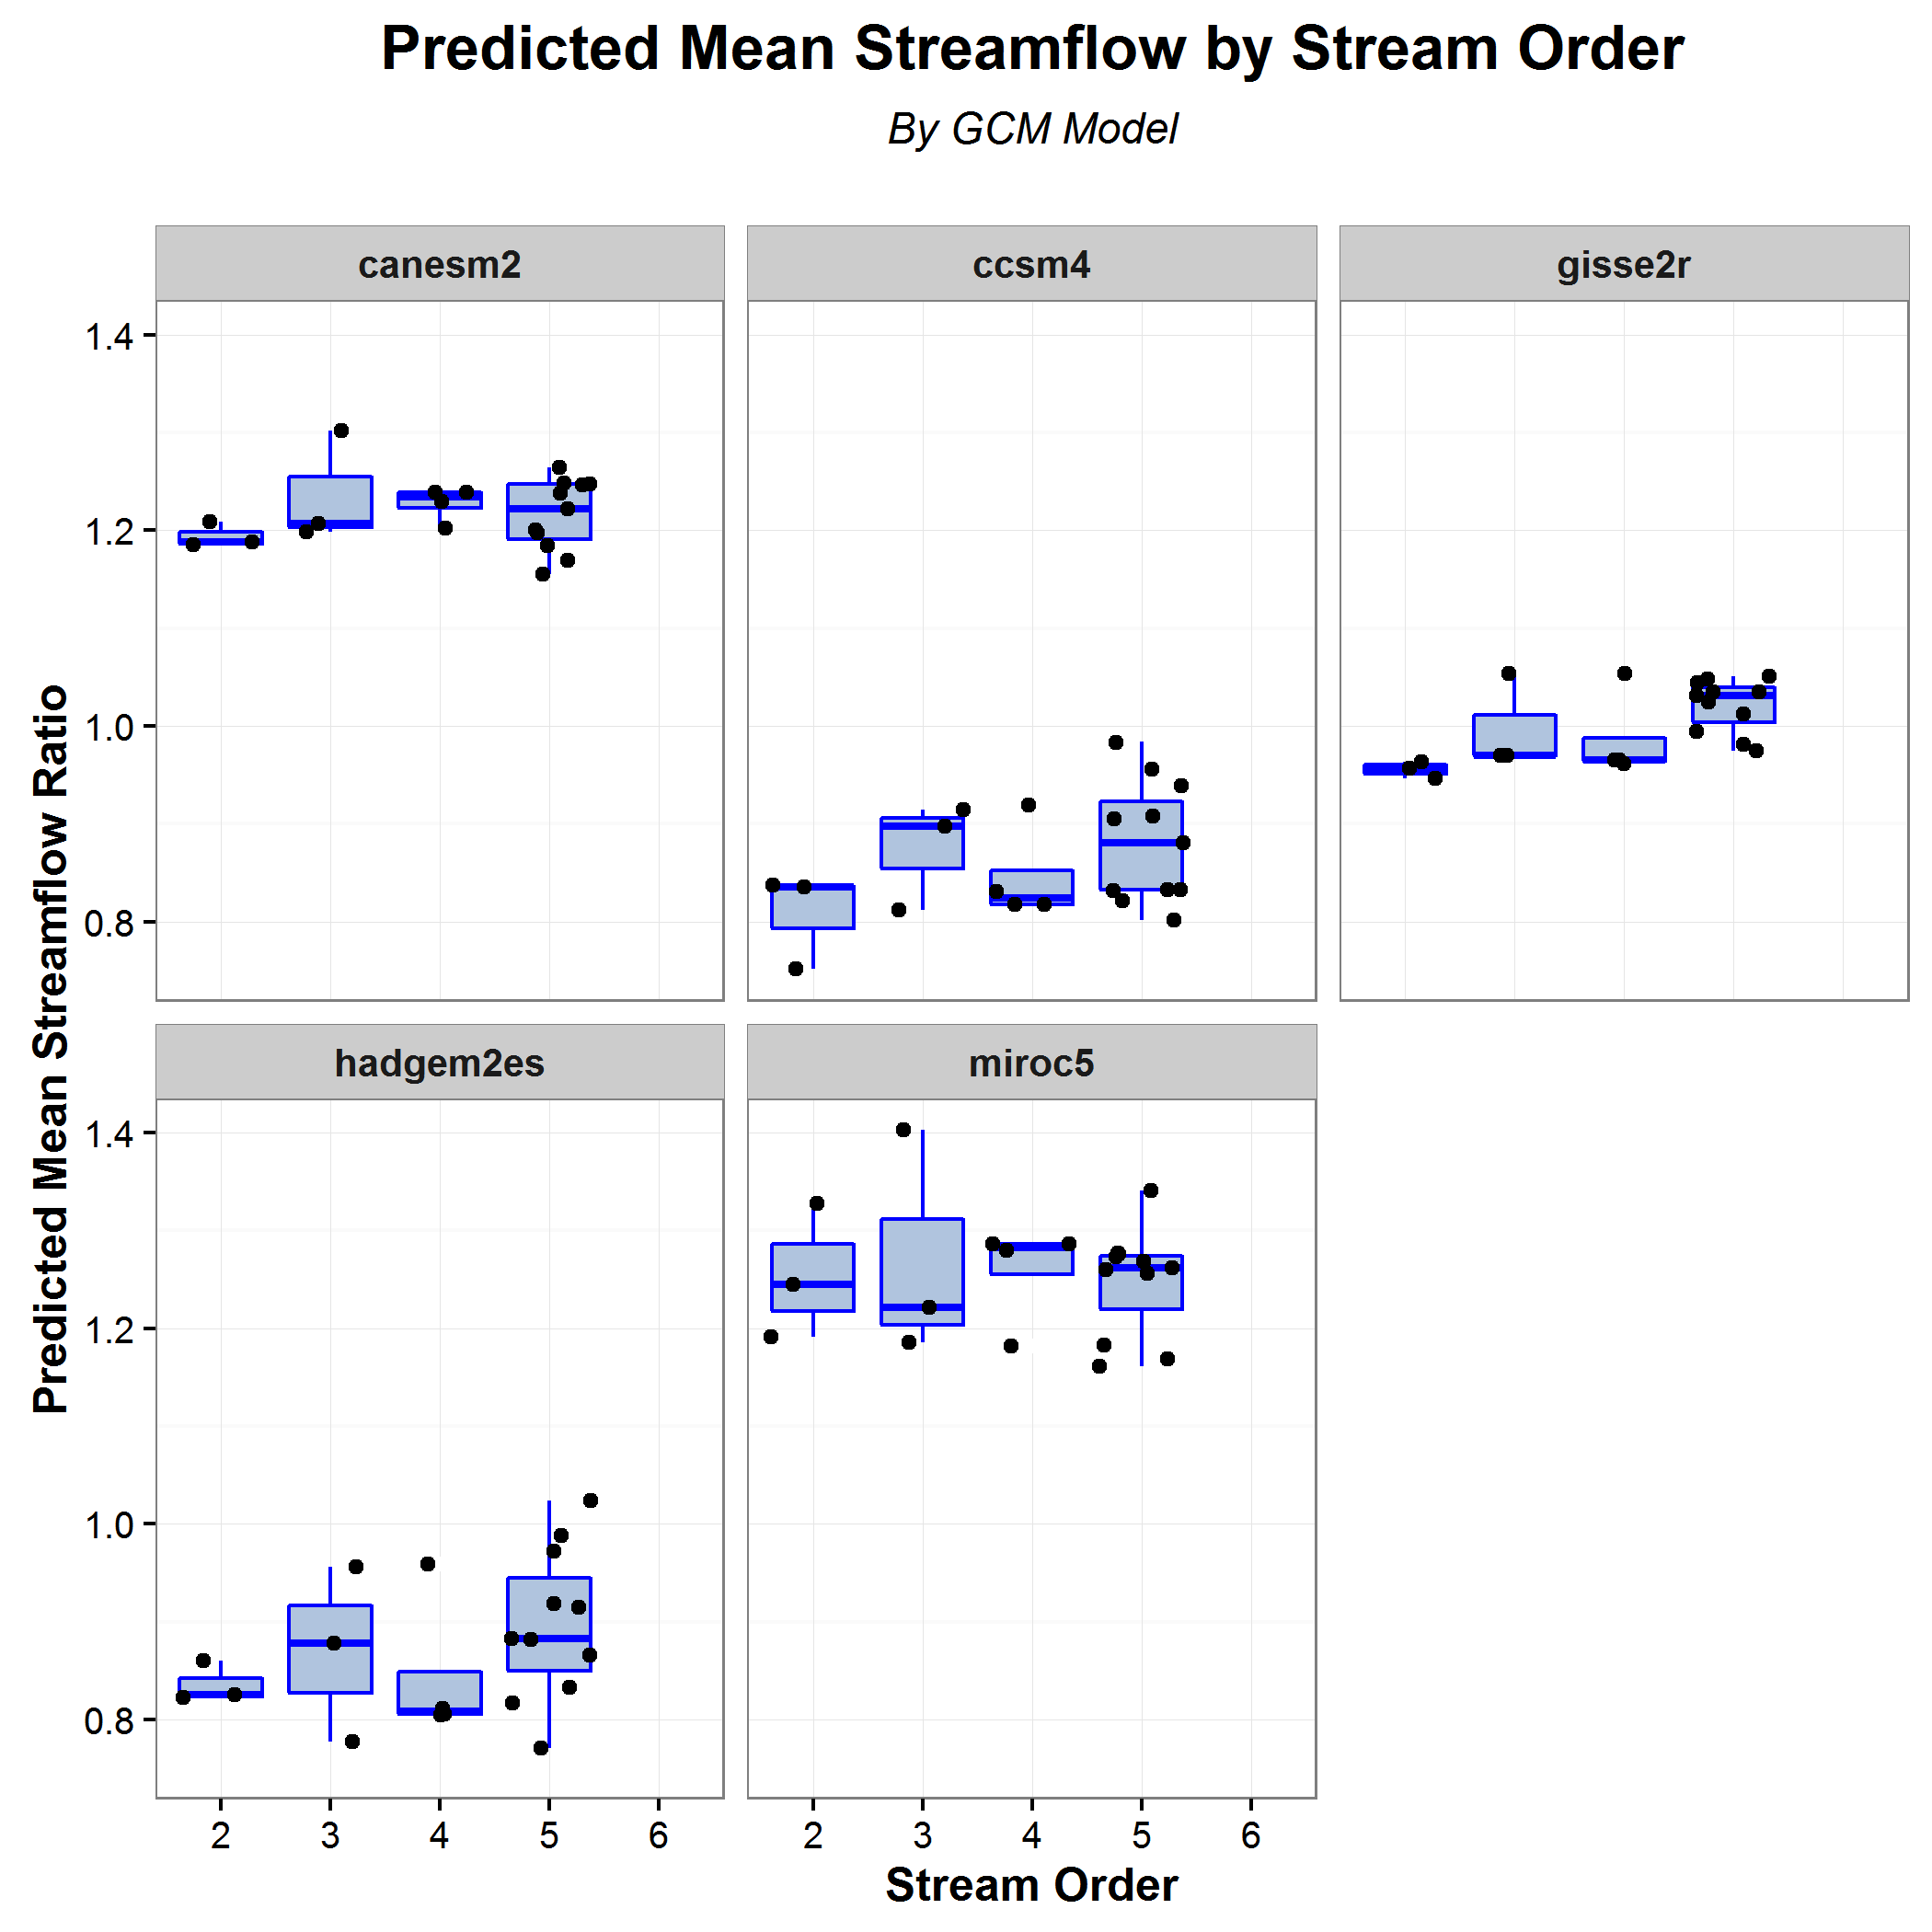 Predicted Mean Streamflow by Stream Order
By GCM Model
canesm2
ccsm4
gisse2r
1.4
1.2
1.0
0.8
Predicted Mean Streamflow Ratio
hadgem2es
miroc5
1.4
1.2
1.0
0.8
2 3 4 5 6
2 3 4 5 6
Stream Order